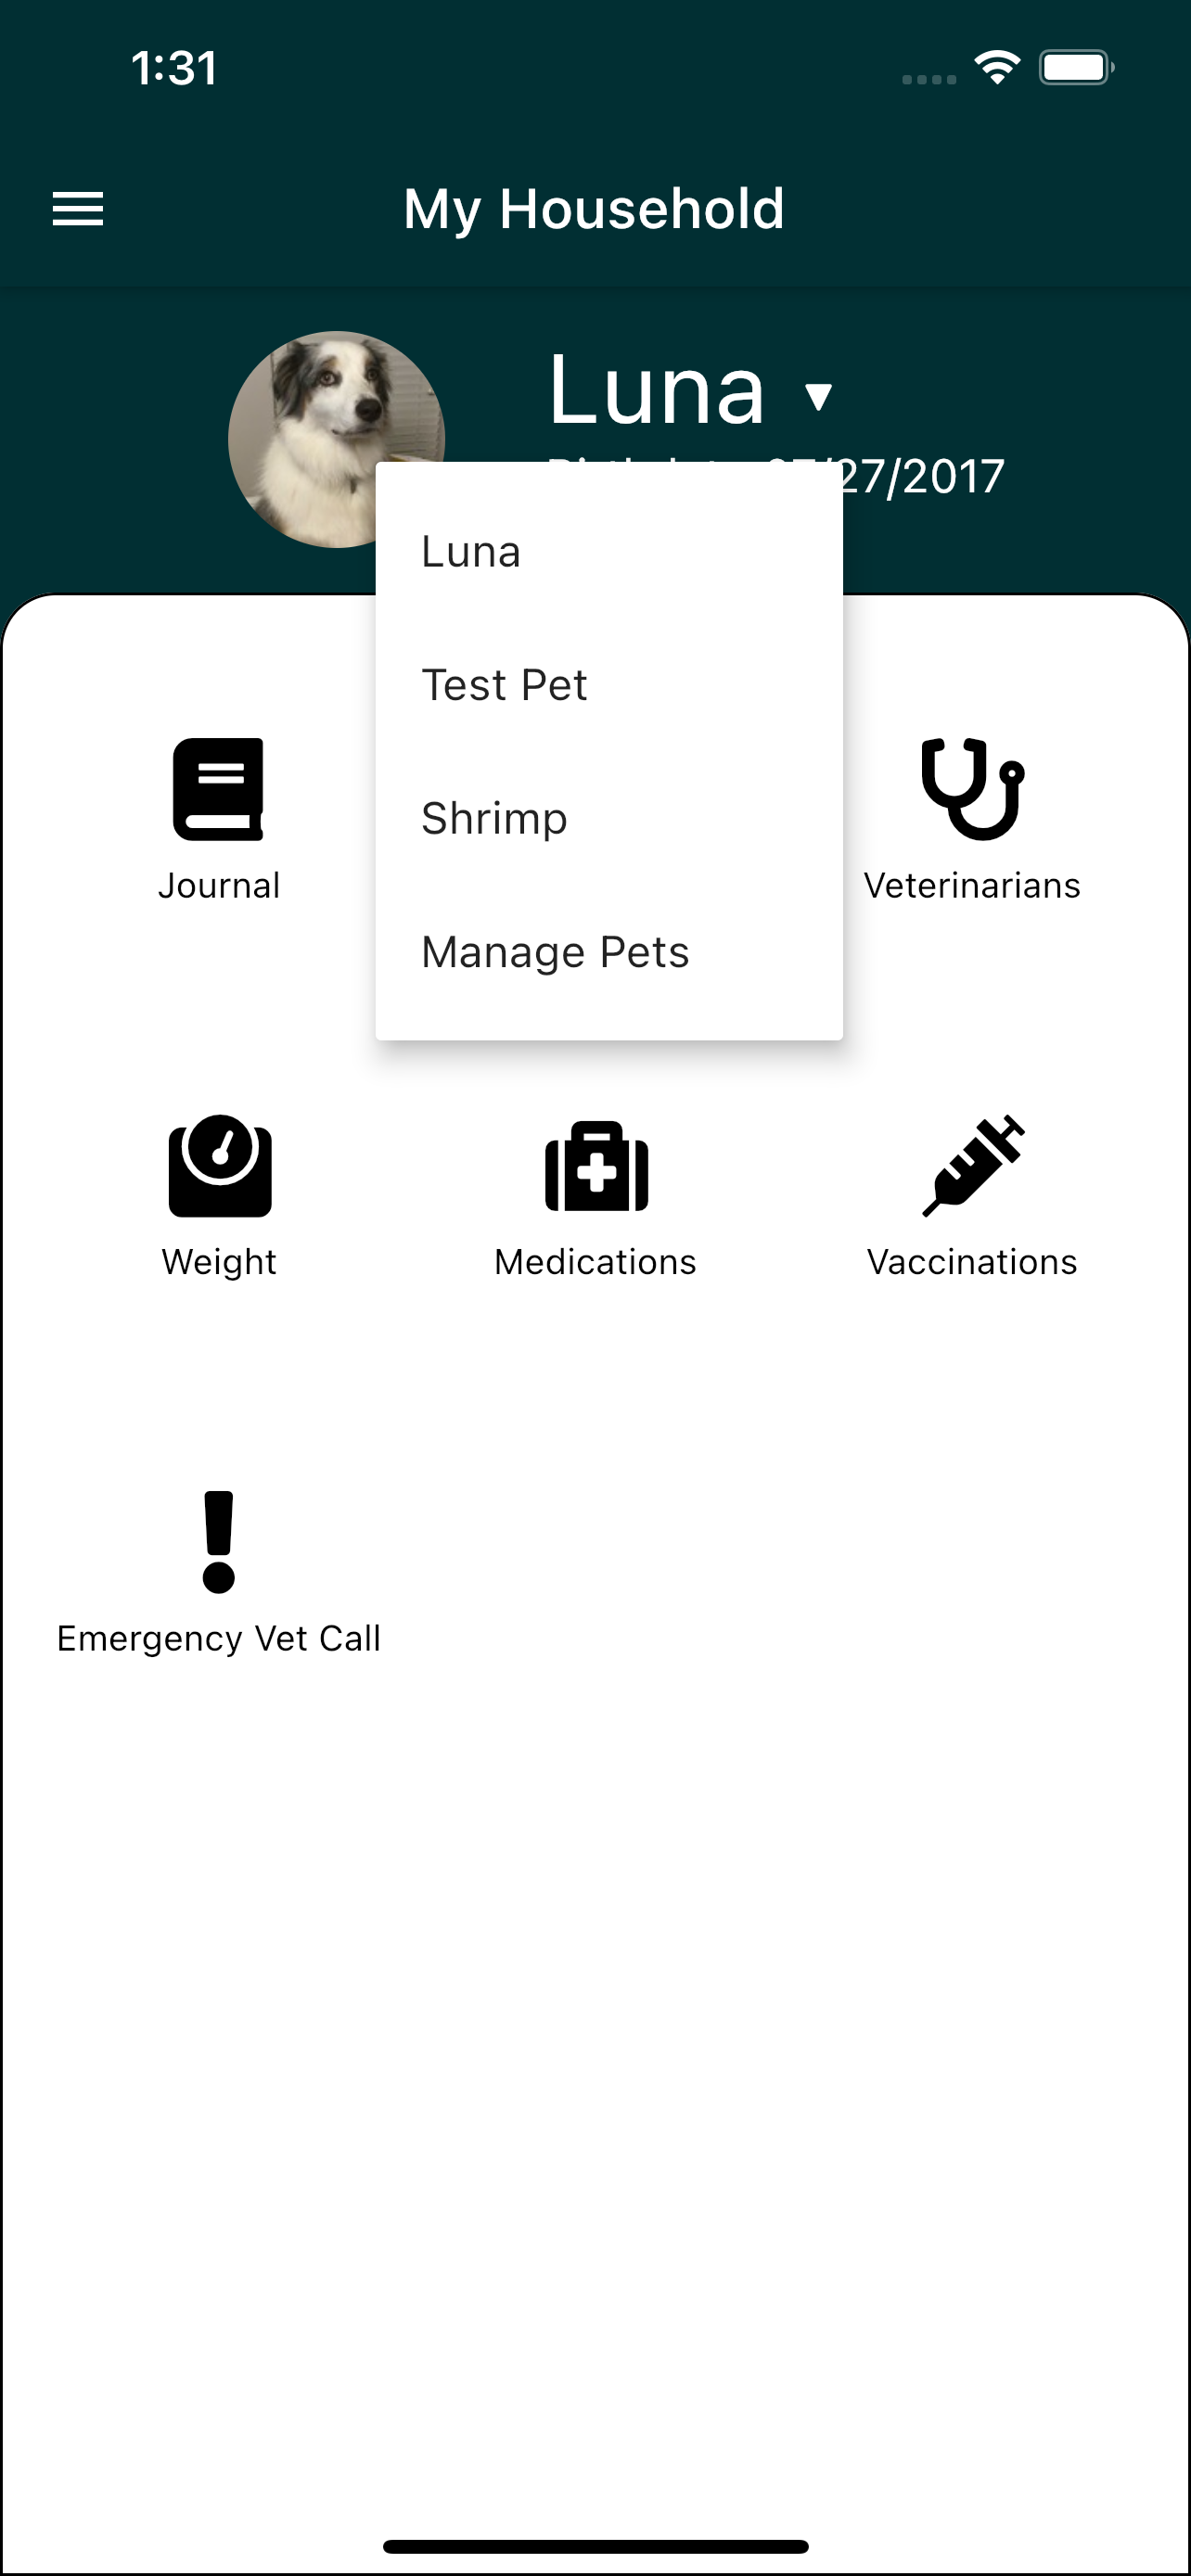 1:31
My Household
Luna ▼
27/2017
Luna
Test Pet
Shrimp
Manage Pets
Journal
Veterinarians
Weight
Medications
Vaccinations
Emergency Vet Call